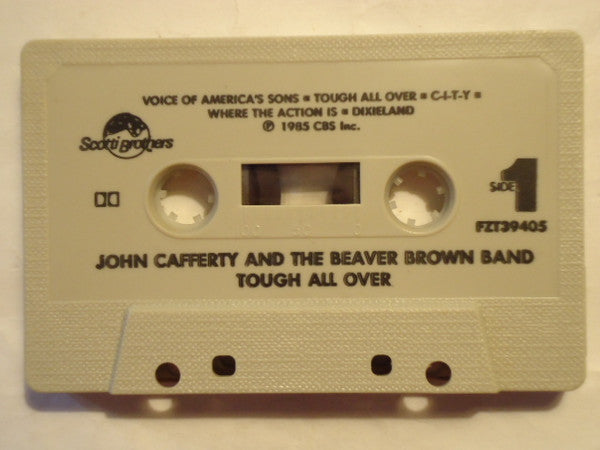 VOICE OF AMERICA'S SONS ■ TOUGH ALL OVER ■ C-I-T-Y ■
WHERE THE ACTION IS ■ DIXIELAND
℗ 1985 CBS Inc.
Scotti Brothers
SIDE 1
FZT39405
JOHN CAFFERTY AND THE BEAVER BROWN BAND
TOUGH ALL OVER